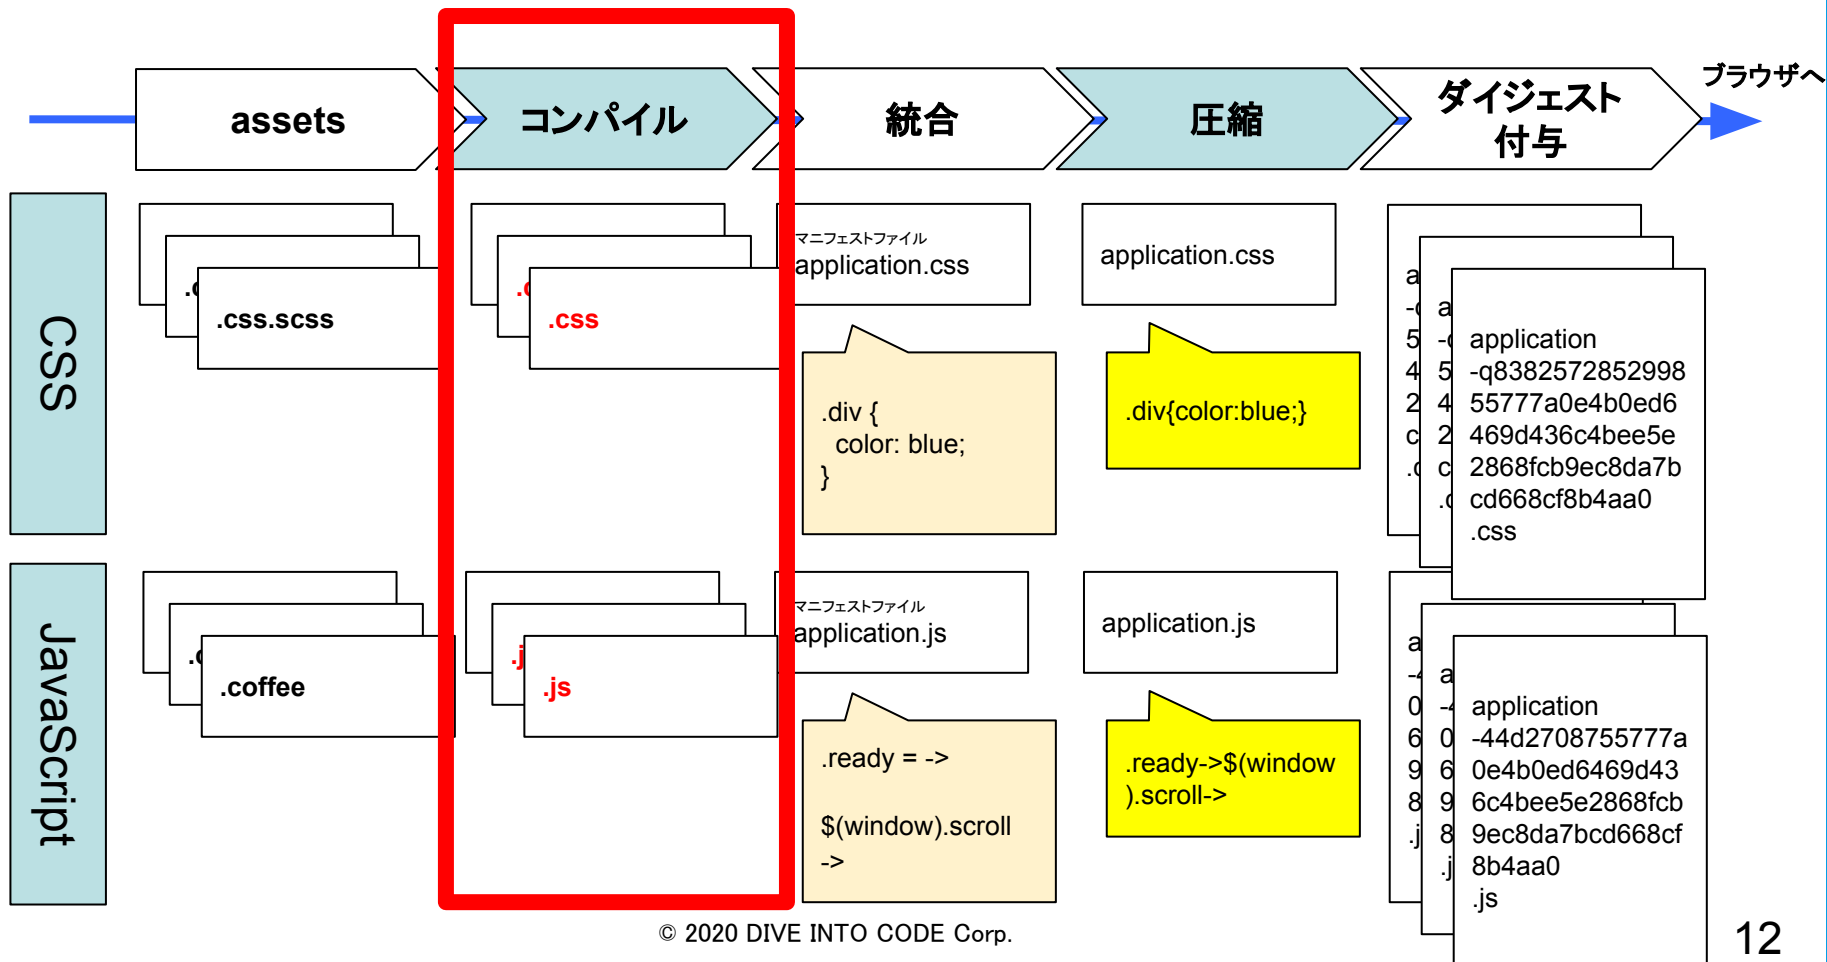 assets
コンパイル
統合
圧縮
ダイジェスト
付与
ブラウザへ
CSS
.css.scss
.css
マニフェストファイル
application.css
.div {
color: blue;
}
application.css
.div{color:blue;}
application
-q8382572852998
55777a0e4b0ed6
469d436c4bee5e
2868fcb9ec8da7b
cd668cf8b4aa0
.css
JavaScript
.coffee
.js
マニフェストファイル
application.js
.ready = ->
$(window).scroll
->
application.js
.ready->$(window
).scroll->
application
-44d2708755777a
0e4b0ed6469d43
6c4bee5e2868fcb
9ec8da7bcd668cf
8b4aa0
.js
© 2020 DIVE INTO CODE Corp.
12